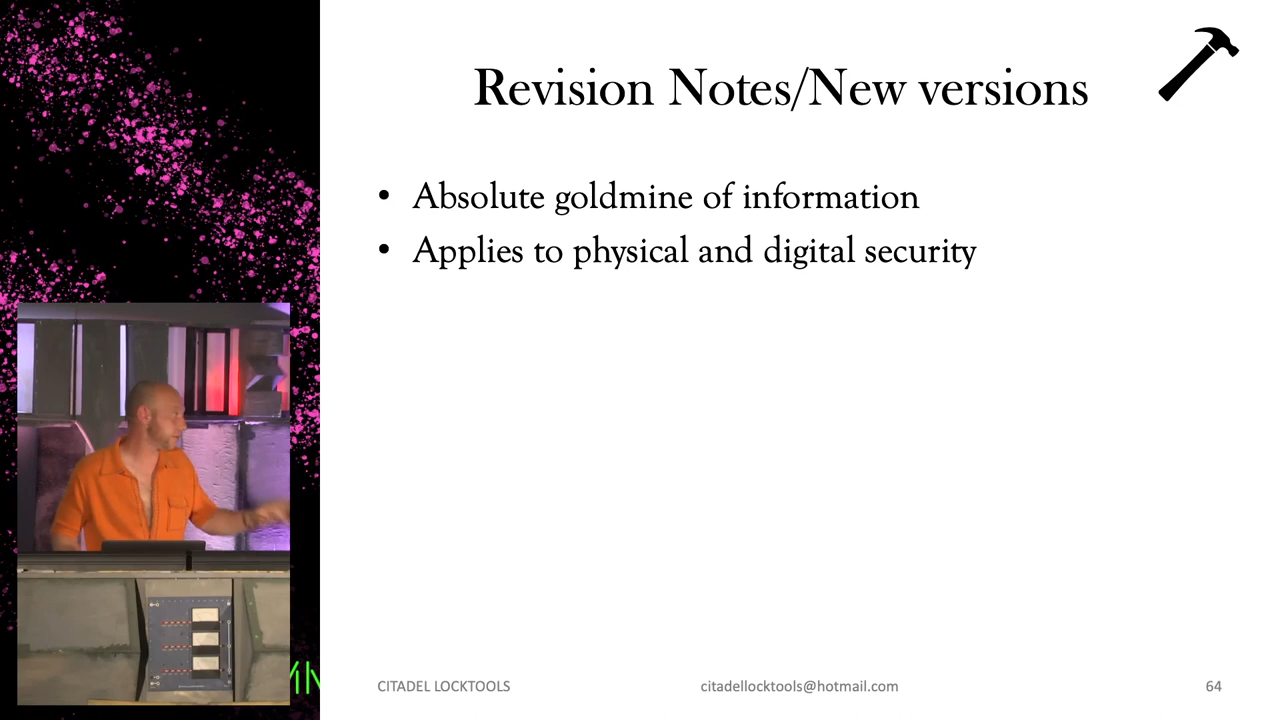 Revision Notes/New versions
• Absolute goldmine of information
• Applies to physical and digital security
CITADEL LOCKTOOLS
citadellocktools@hotmail.com
64